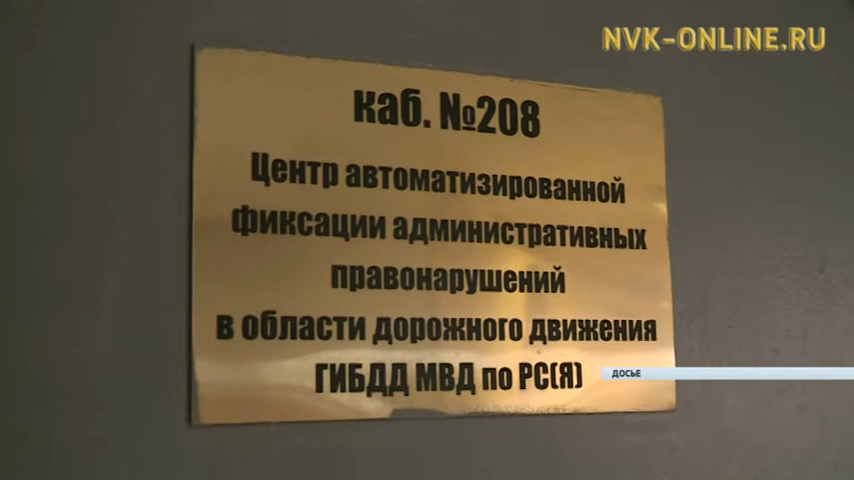 NVK-ONLINE.RU
каб. №208
Центр автоматизированной
фиксации административных
правонарушений
в области дорожного движения
ГИБДД МВД по РС(Я)
ДОСЬЕ